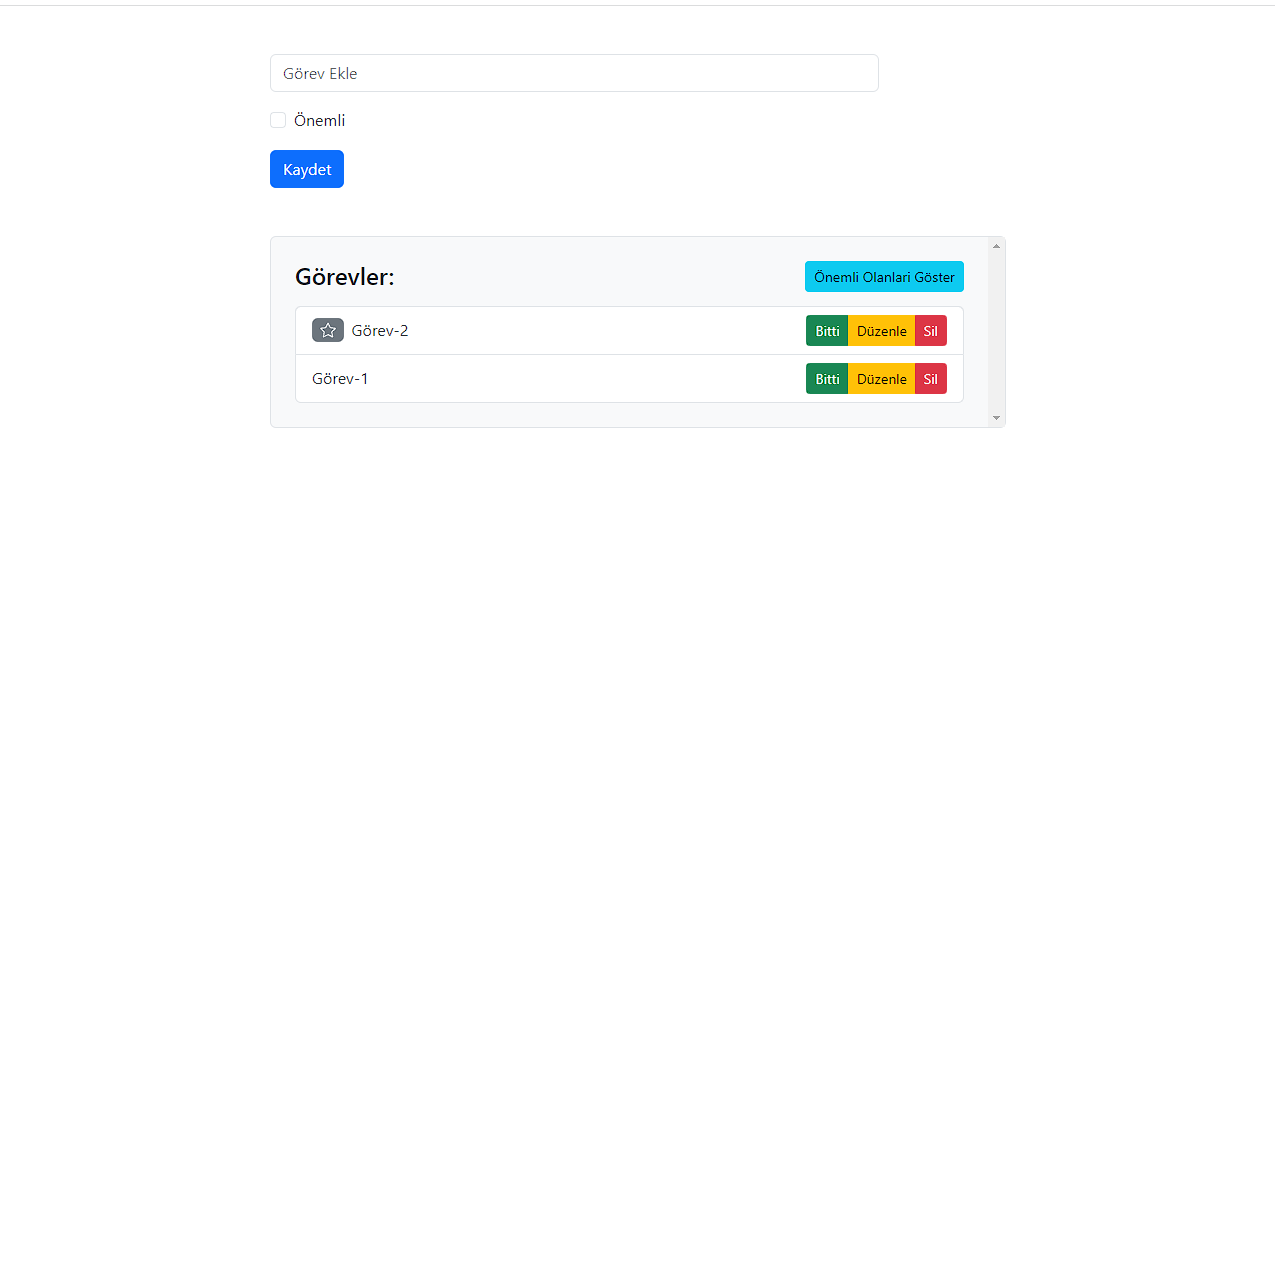 Görev Ekle
Önemli
Kaydet
Görevler:
Önemli Olanlari Göster
Görev-2 Bitti Düzenle Sil
Görev-1 Bitti Düzenle Sil